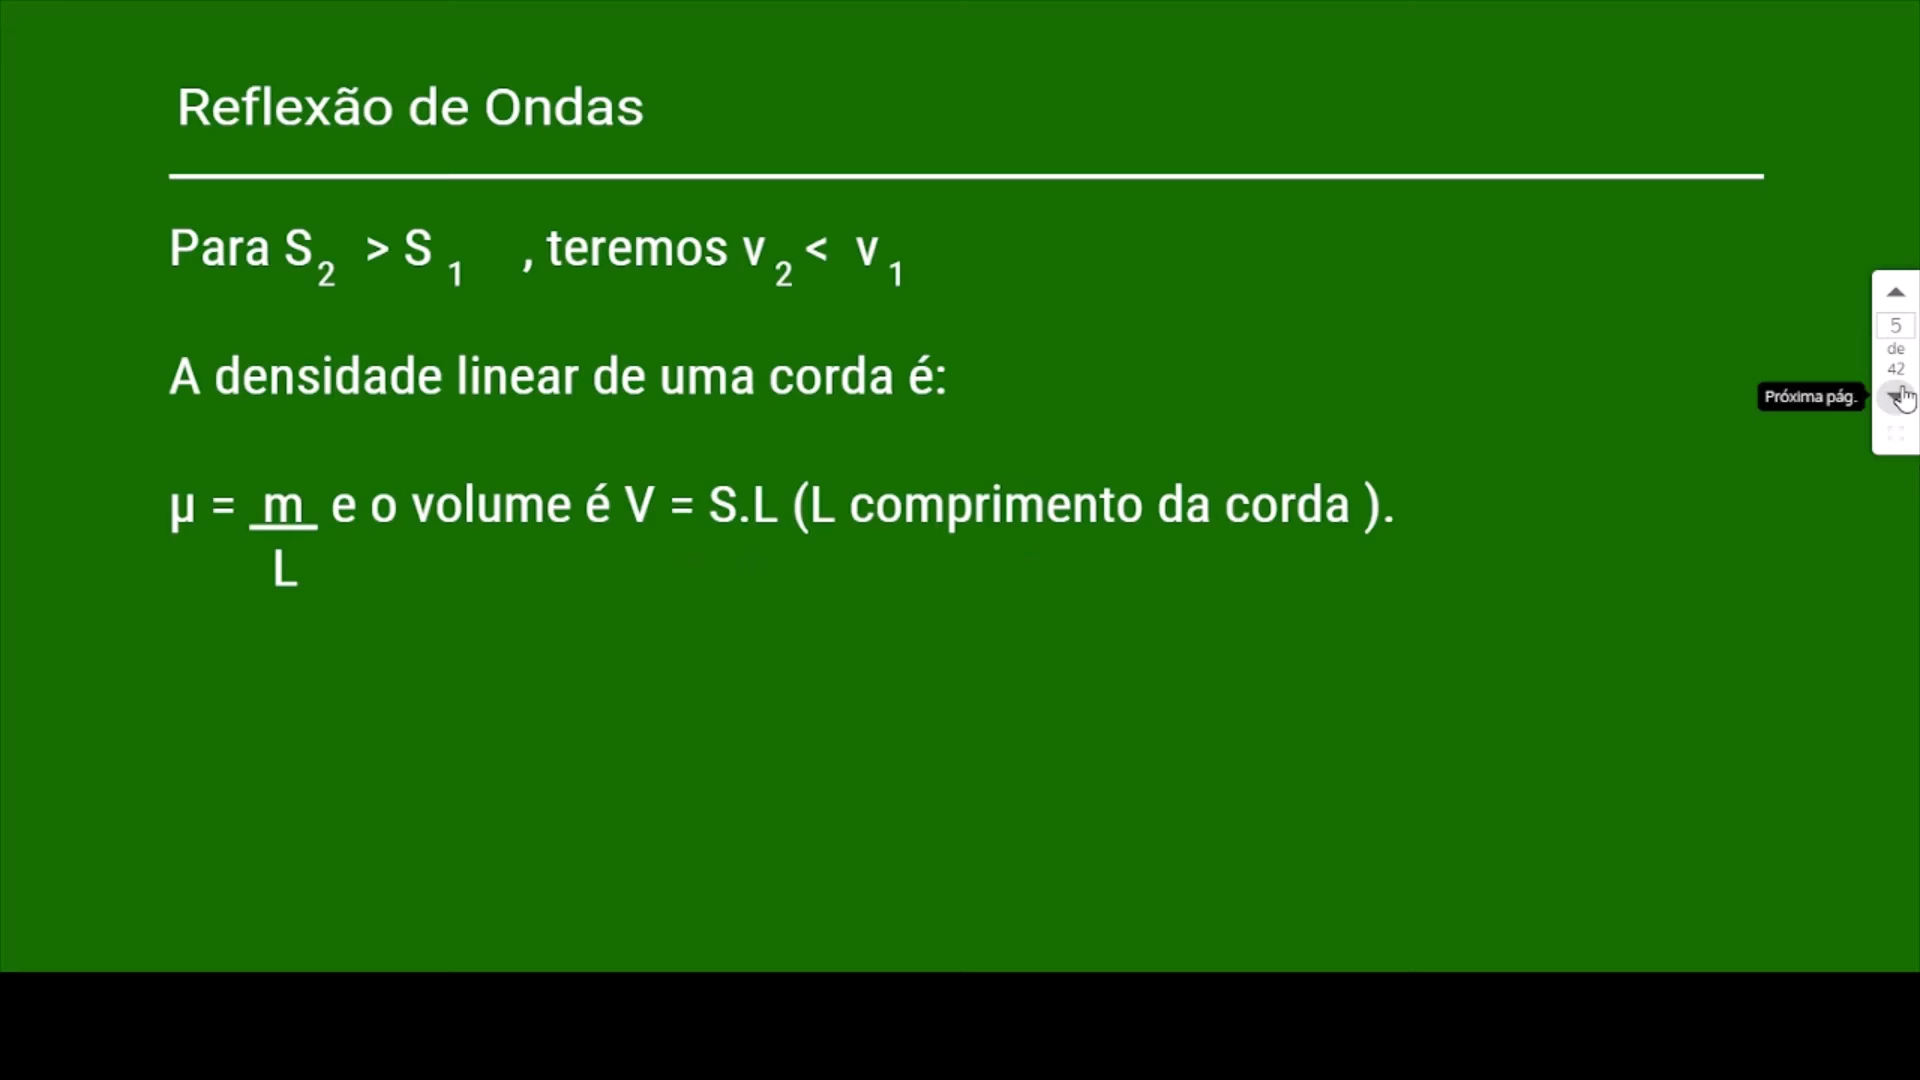 Reflexão de Ondas
Para S₂ > S₁ , teremos v₂ < v₁
A densidade linear de uma corda é:
μ = m e o volume é V = S.L (L comprimento da corda ).
L
5
de
42
Próxima pág.